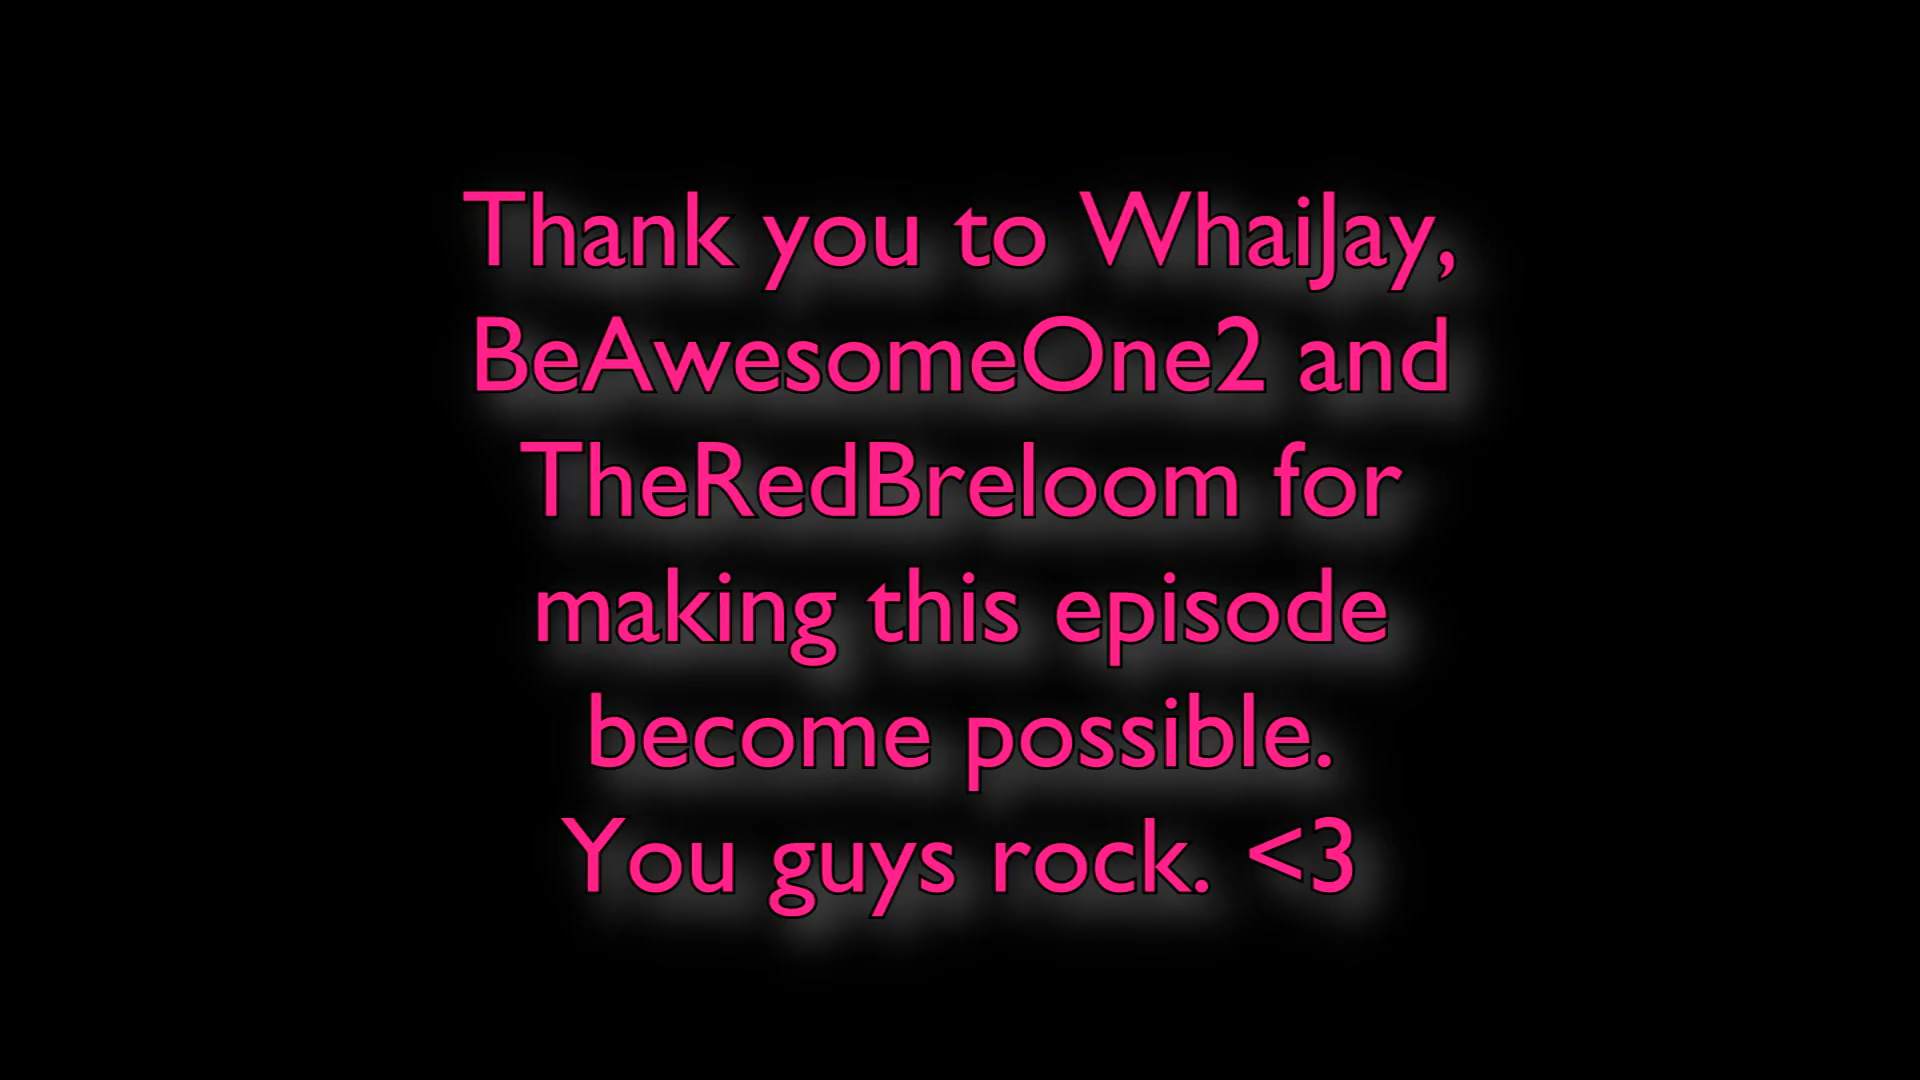 Thank you to WhaiJay,
BeAwesomeOne2 and
TheRedBreloom for
making this episode
become possible.
You guys rock. <3